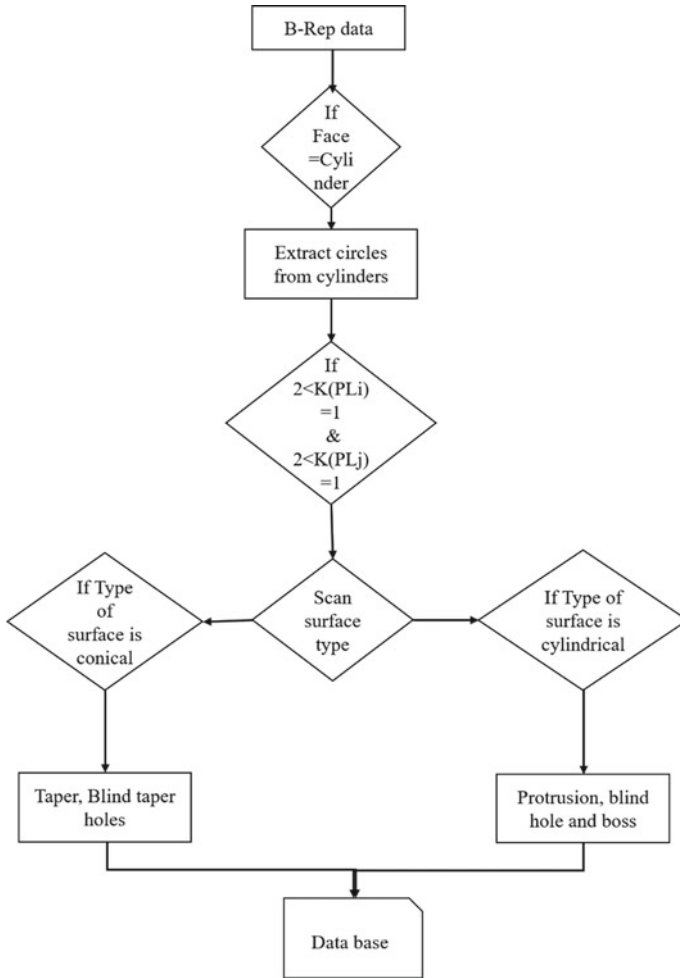 B-Rep data
If
Face
=Cyli
nder
Extract circles
from cylinders
If
2<K(PLi)
=1
&
2<K(PLj)
=1
If Type
of
surface is
conical
Scan
surface
type
If Type of
surface is
cylindrical
Taper, Blind taper
holes
Protrusion, blind
hole and boss
Data base